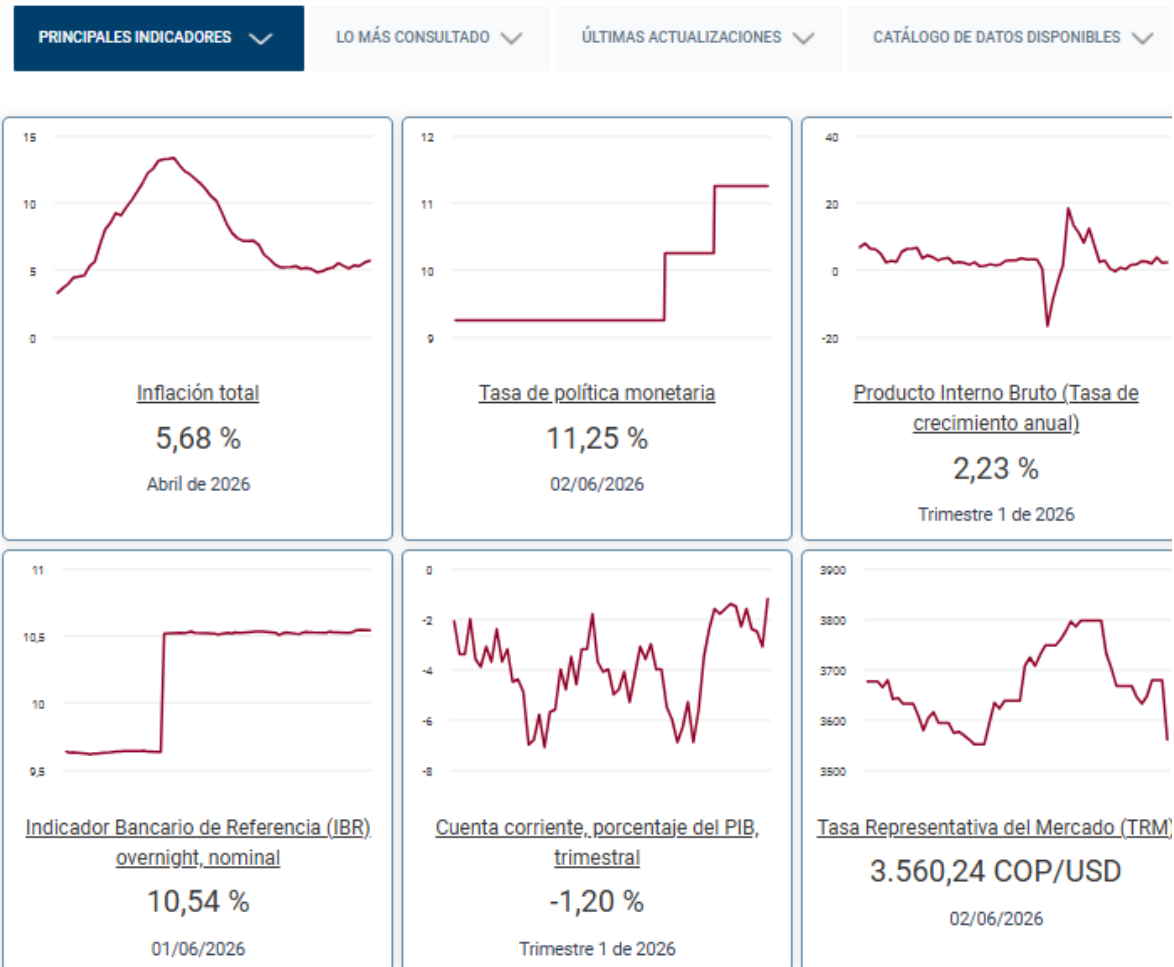 PRINCIPALES INDICADORES
LO MÁS CONSULTADO
ÚLTIMAS ACTUALIZACIONES
CATÁLOGO DE DATOS DISPONIBLES
15
10
5
0
Inflación total
5,68 %
Abril de 2026
12
11
10
9
Tasa de política monetaria
11,25 %
02/06/2026
40
20
0
-20
Producto Interno Bruto (Tasa de
crecimiento anual)
2,23 %
Trimestre 1 de 2026
11
10,5
10
9,5
Indicador Bancario de Referencia (IBR)
overnight, nominal
10,54 %
01/06/2026
0
-2
-4
-6
-8
Cuenta corriente, porcentaje del PIB,
trimestral
-1,20 %
Trimestre 1 de 2026
3900
3800
3700
3600
3500
Tasa Representativa del Mercado (TRM)
3.560,24 COP/USD
02/06/2026